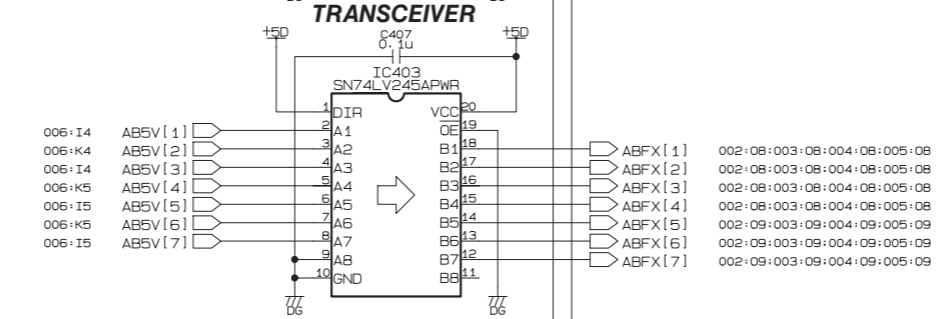 TRANSCEIVER
+5D
C407
0.1u
+5D
IC403
SN74LV245APWR
1 DIR VCC 20
006:I4 AB5V[1] 2 A1 OE 19
006:K4 AB5V[2] 3 A2 B1 18 ABFX[1] 002:08:003:08:004:08:005:08
006:I4 AB5V[3] 4 A3 B2 17 ABFX[2] 002:08:003:08:004:08:005:08
006:K5 AB5V[4] 5 A4 B3 16 ABFX[3] 002:08:003:08:004:08:005:08
006:I5 AB5V[5] 6 A5 B4 15 ABFX[4] 002:08:003:08:004:08:005:08
006:K5 AB5V[6] 7 A6 B5 14 ABFX[5] 002:09:003:09:004:09:005:09
006:I5 AB5V[7] 8 A7 B6 13 ABFX[6] 002:09:003:09:004:09:005:09
9 A8 B7 12 ABFX[7] 002:09:003:09:004:09:005:09
10 GND B8 11
DG
DG